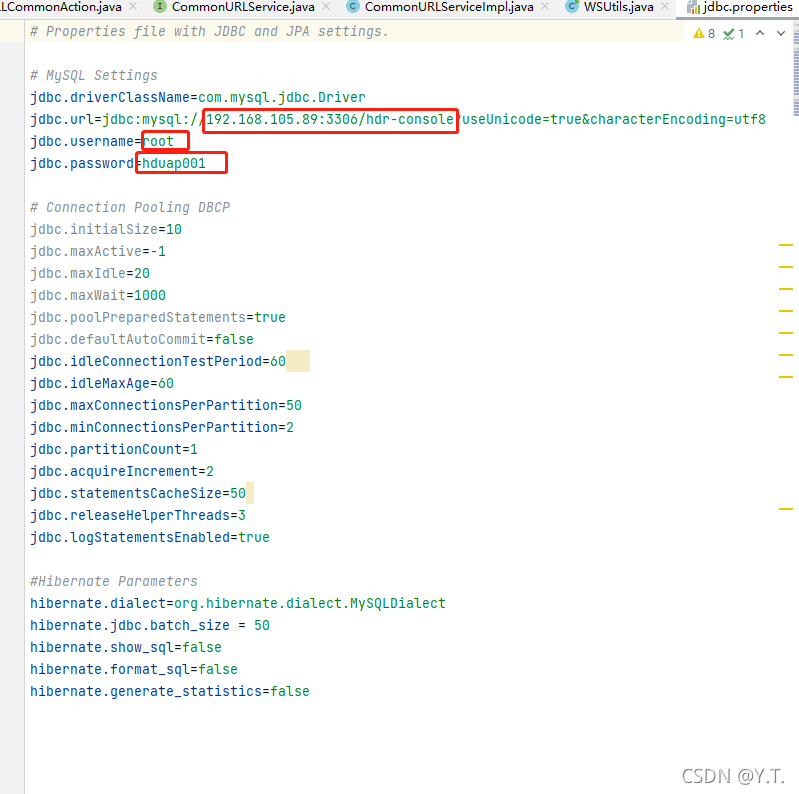 LCommonAction.java CommonURLService.java CommonURLServiceImpl.java WSUtils.java jdbc.properties
# Properties file with JDBC and JPA settings. 8 1
# MySQL Settings
jdbc.driverClassName=com.mysql.jdbc.Driver
jdbc.url=jdbc:mysql://192.168.105.89:3306/hdr-console?useUnicode=true&characterEncoding=utf8
jdbc.username=root
jdbc.password=hduap001
# Connection Pooling DBCP
jdbc.initialSize=10
jdbc.maxActive=-1
jdbc.maxIdle=20
jdbc.maxWait=1000
jdbc.poolPreparedStatements=true
jdbc.defaultAutoCommit=false
jdbc.idleConnectionTestPeriod=60
jdbc.idleMaxAge=60
jdbc.maxConnectionsPerPartition=50
jdbc.minConnectionsPerPartition=2
jdbc.partitionCount=1
jdbc.acquireIncrement=2
jdbc.statementsCacheSize=50
jdbc.releaseHelperThreads=3
jdbc.logStatementsEnabled=true
#Hibernate Parameters
hibernate.dialect=org.hibernate.dialect.MySQLDialect
hibernate.jdbc.batch_size = 50
hibernate.show_sql=false
hibernate.format_sql=false
hibernate.generate_statistics=false
CSDN @Y.T.